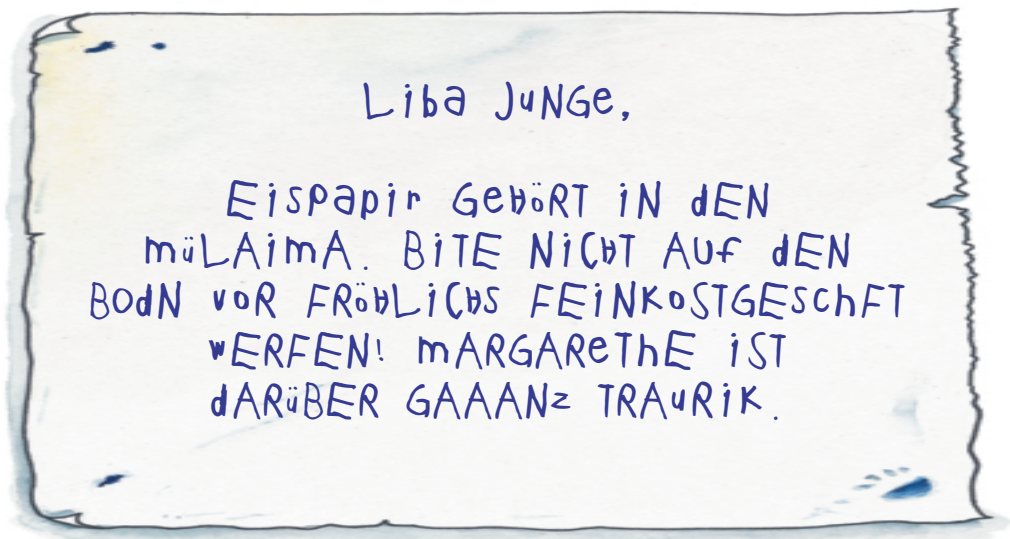 Liba JuNGe,
EisPapir GeHöRT iN dEN
müLAimA. BiTE NiCHT AUf dEN
BOdN voR FRöHLiCHS FEiNKoSTGESchFT
wERFEN! mARGAReThE iST
dARüBER GAAANz TRAuRiK.